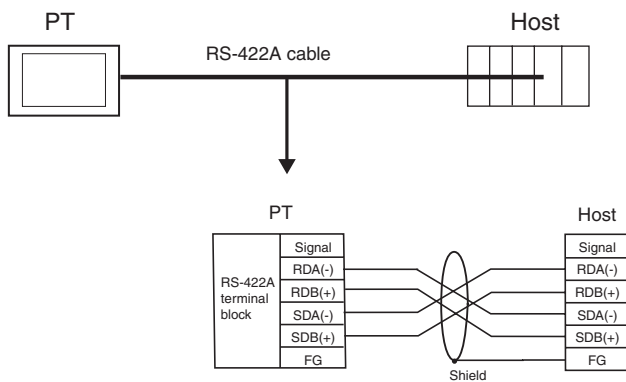 PT
Host
RS-422A cable
PT
Host
RS-422A
terminal
block
Signal
RDA(-)
RDB(+)
SDA(-)
SDB(+)
FG
Signal
RDA(-)
RDB(+)
SDA(-)
SDB(+)
FG
Shield